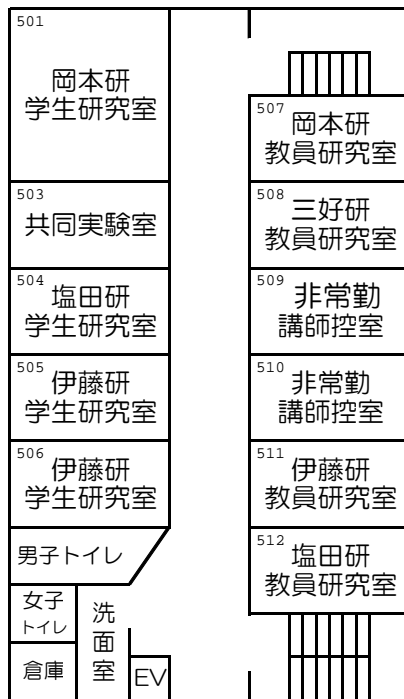 501
岡本研
学生研究室
503
共同実験室
504
塩田研
学生研究室
505
伊藤研
学生研究室
506
伊藤研
学生研究室
男子トイレ
女子
トイレ
倉庫
洗
面
室
EV
507
岡本研
教員研究室
508
三好研
教員研究室
509
非常勤
講師控室
510
非常勤
講師控室
511
伊藤研
教員研究室
512
塩田研
教員研究室